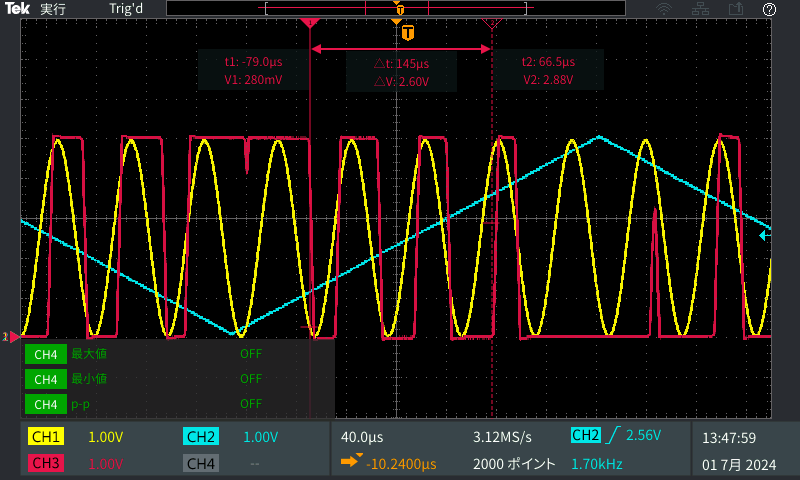 Tek 実行 Trig'd T ?
T
t1: -79.0μs △t: 145μs t2: 66.5μs
V1: 280mV △V: 2.60V V2: 2.88V
CH4 最大値 OFF
CH4 最小値 OFF
CH4 p-p OFF
CH1 1.00V CH2 1.00V 40.0μs 3.12MS/s CH2 2.56V 13:47:59
CH3 1.00V CH4 -- -10.2400μs 2000 ポイント 1.70kHz 01 7月 2024